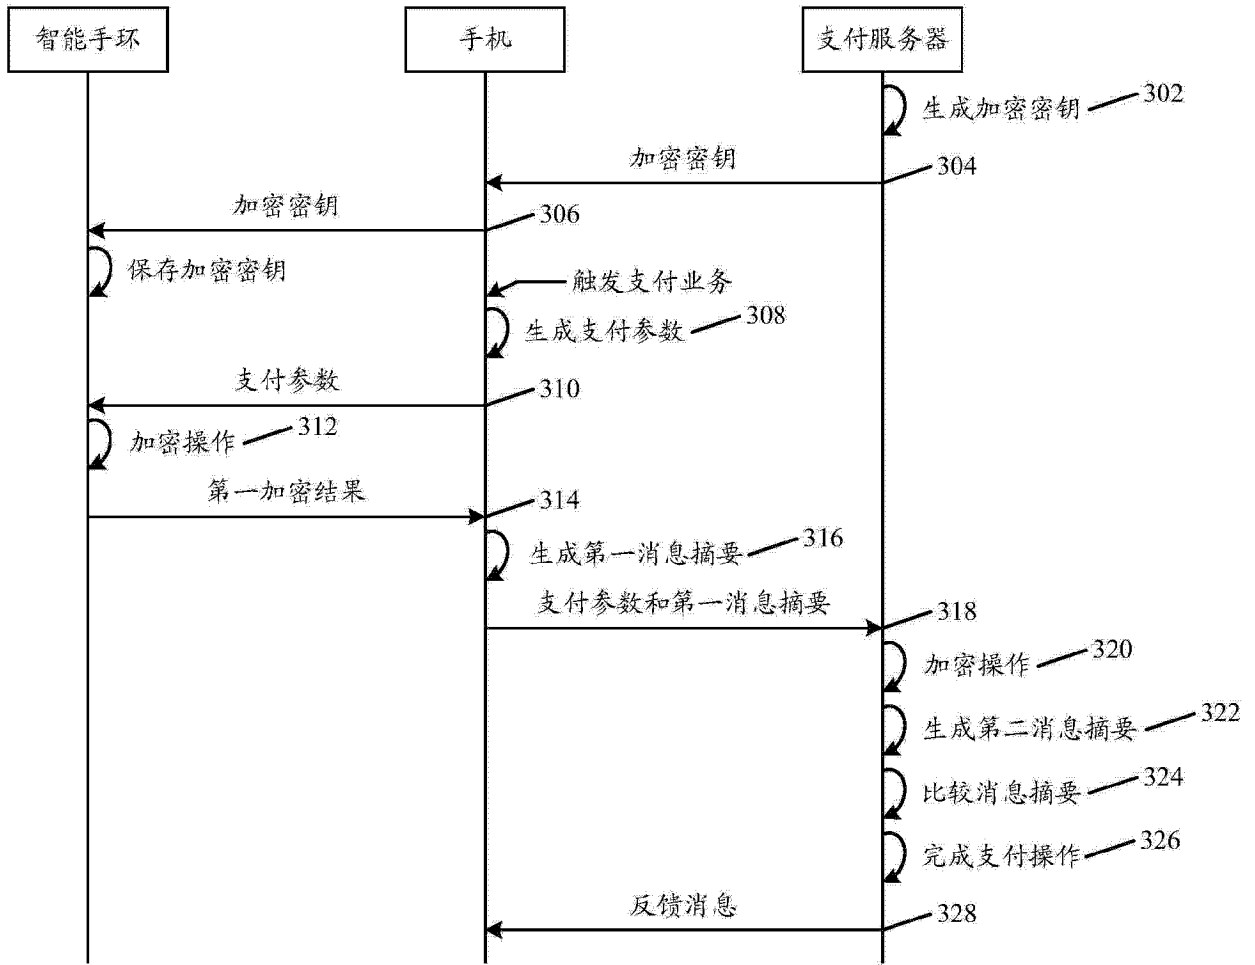 智能手环
手机
支付服务器
生成加密密钥
302
加密密钥
304
加密密钥
306
保存加密密钥
触发支付业务
生成支付参数
308
支付参数
310
加密操作
312
第一加密结果
314
生成第一消息摘要
316
支付参数和第一消息摘要
318
加密操作
320
生成第二消息摘要
322
比较消息摘要
324
完成支付操作
326
反馈消息
328